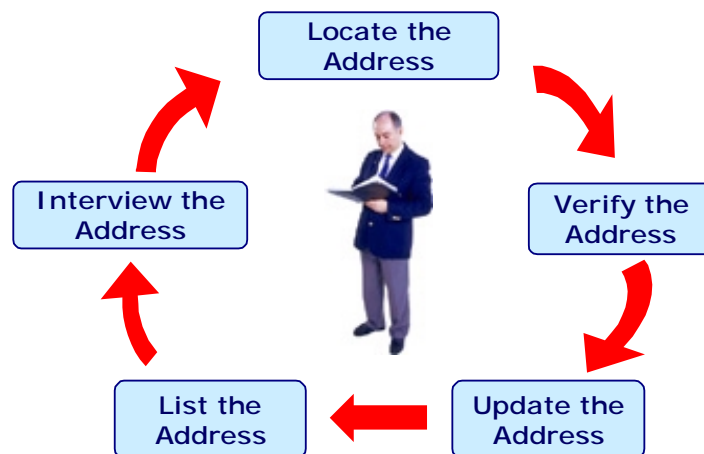 Locate the
Address
Verify the
Address
Update the
Address
List the
Address
Interview the
Address